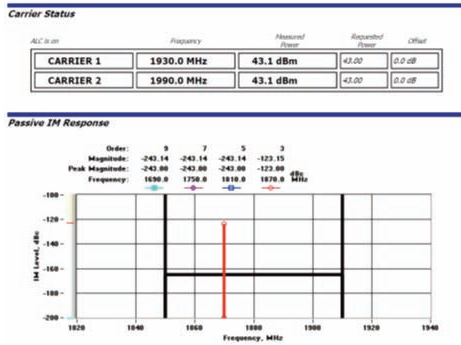 Carrier Status
ALC is on Frequency Measured Power Requested Power Offset
CARRIER 1 1930.0 MHz 43.1 dBm 43.00 0.0 dB
CARRIER 2 1990.0 MHz 43.1 dBm 43.00 0.0 dB
Passive IM Response
Order: 9 7 5 3
Magnitude: -243.14 -243.14 -243.14 -123.15
Peak Magnitude: -243.00 -243.00 -243.00 -123.00 dBc
Frequency: 1690.0 1750.0 1810.0 1870.0 MHz
-100
-120
-140
-160
-180
-200
IM Level, dBc
1820 1840 1860 1880 1900 1920 1940
Frequency, MHz